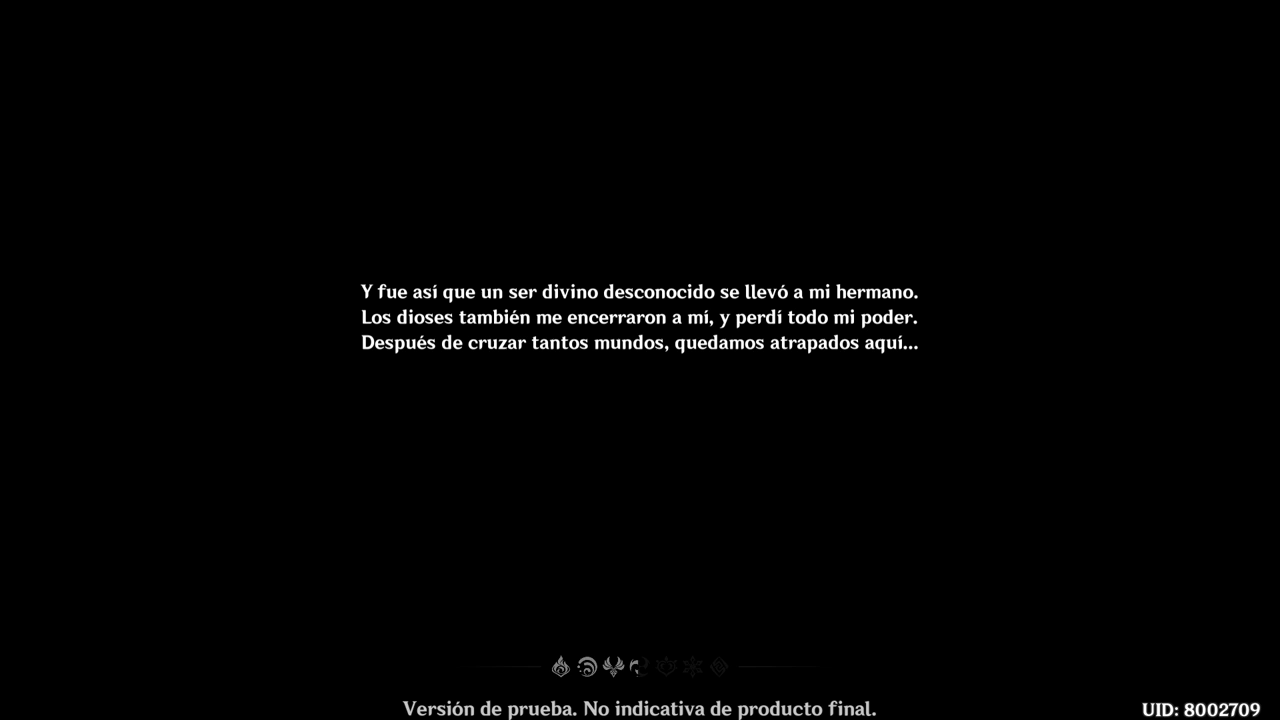 Y fue así que un ser divino desconocido se llevó a mi hermano.
Los dioses también me encerraron a mí, y perdí todo mi poder.
Después de cruzar tantos mundos, quedamos atrapados aquí...
Versión de prueba. No indicativa de producto final.
UID: 8002709